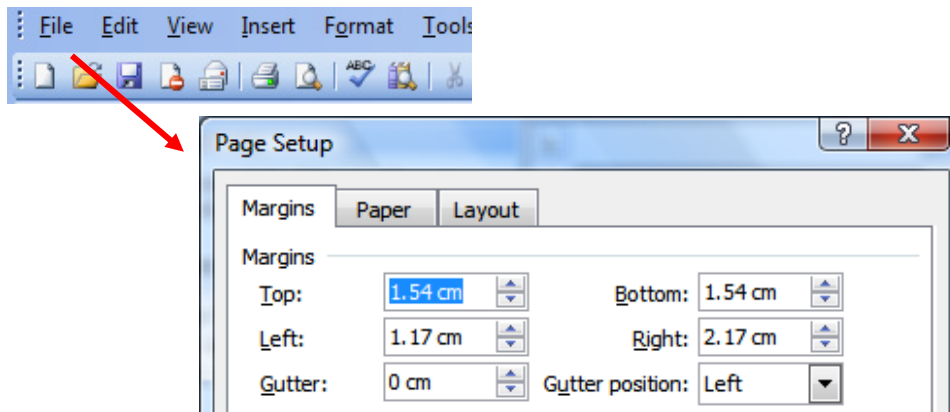 File Edit View Insert Format Tools
ABC
Page Setup
Margins Paper Layout
Margins
Top: 1.54 cm Bottom: 1.54 cm
Left: 1.17 cm Right: 2.17 cm
Gutter: 0 cm Gutter position: Left